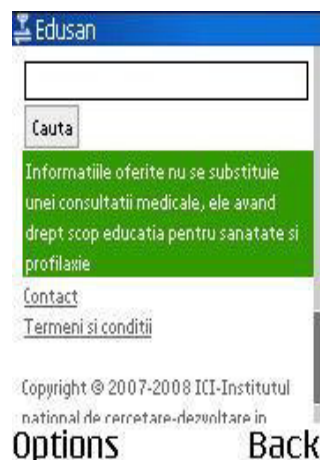 Edusan
Cauta
Informatiile oferite nu se substituie
unei consultatii medicale, ele avand
drept scop educatia pentru sanatate si
profilaxie
Contact
Termeni si conditii
Copyright © 2007-2008 ICI-Institutul
national de cercetare-dezvoltare in
Options Back